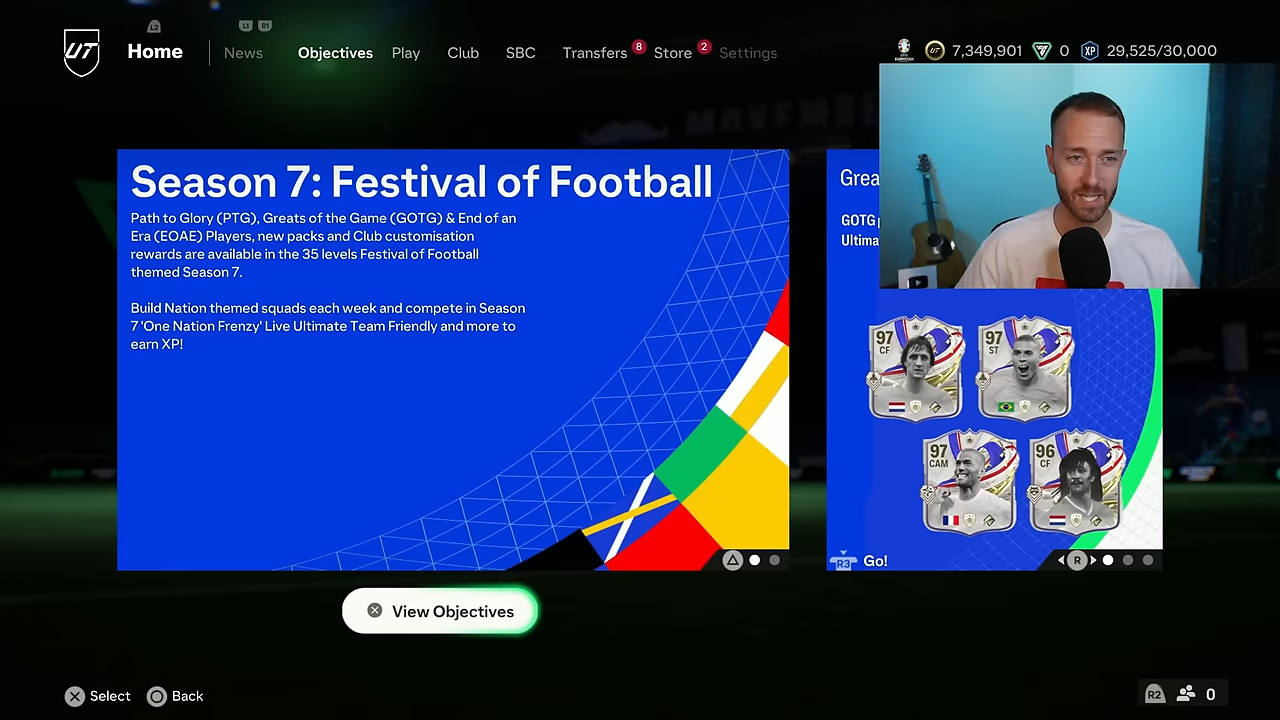 L2
L1 R1
UT Home News Objectives Play Club SBC Transfers 8 Store 2 Settings
UT 7,349,901 0 XP 29,525/30,000
Season 7: Festival of Football
Path to Glory (PTG), Greats of the Game (GOTG) & End of an
Era (EOAE) Players, new packs and Club customisation
rewards are available in the 35 levels Festival of Football
themed Season 7.
Build Nation themed squads each week and compete in Season
7 'One Nation Frenzy' Live Ultimate Team Friendly and more to
earn XP!
Grea
GOTG
Ultima
97
CF
97
ST
97
CAM
96
CF
R3 Go!
R
View Objectives
Select Back
R2 0